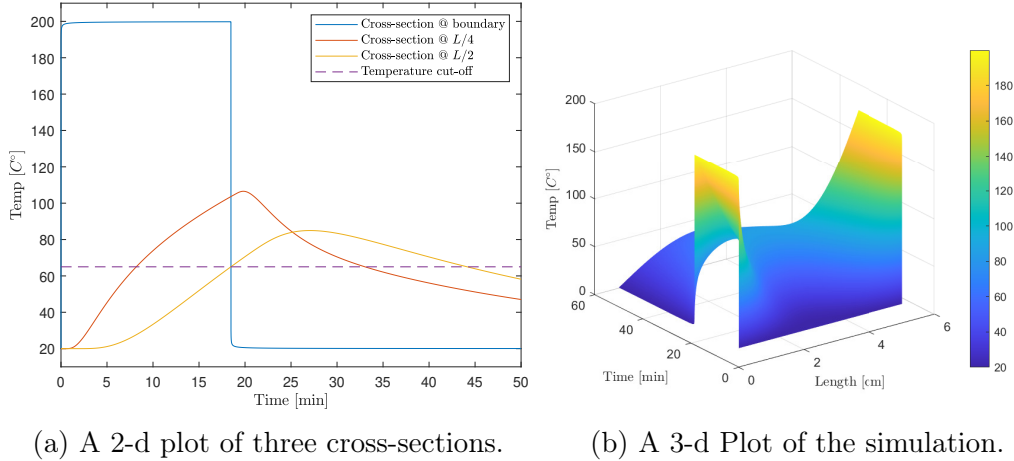 200
180
160
140
120
100
80
60
40
20
0 5 10 15 20 25 30 35 40 45 50
Temp [C°]
Time [min]
Cross-section @ boundary
Cross-section @ L/4
Cross-section @ L/2
Temperature cut-off
200
150
100
50
0
Temp [C°]
60
40
20
0
Time [min]
0
2
4
6
Length [cm]
180
160
140
120
100
80
60
40
20
(a) A 2-d plot of three cross-sections.
(b) A 3-d Plot of the simulation.